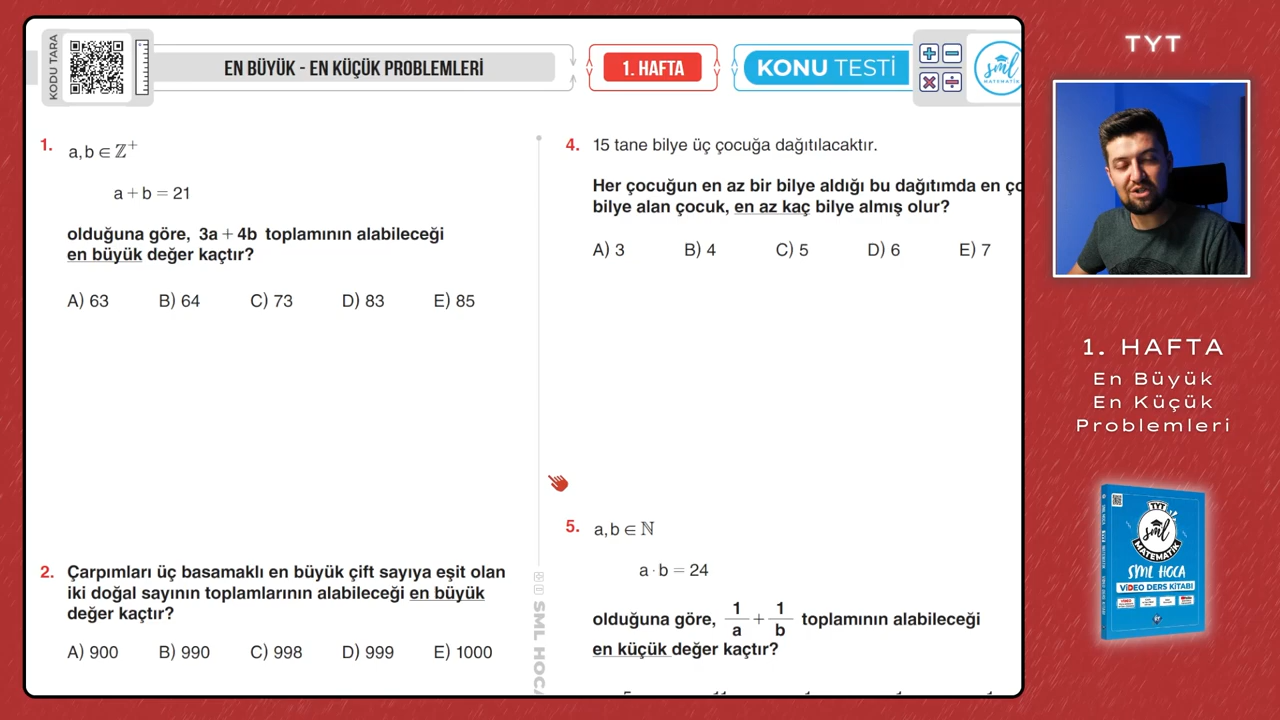 KODU TARA
EN BÜYÜK - EN KÜÇÜK PROBLEMLERİ
1. HAFTA
KONU TESTİ
sml
MATEMATİK
1. a,b ∈ ℤ⁺
a + b = 21
olduğuna göre, 3a + 4b toplamının alabileceği
en büyük değer kaçtır?
A) 63 B) 64 C) 73 D) 83 E) 85
2. Çarpımları üç basamaklı en büyük çift sayıya eşit olan
iki doğal sayının toplamlarının alabileceği en büyük
değer kaçtır?
A) 900 B) 990 C) 998 D) 999 E) 1000
SML HOCA
4. 15 tane bilye üç çocuğa dağıtılacaktır.
Her çocuğun en az bir bilye aldığı bu dağıtımda en ço
bilye alan çocuk, en az kaç bilye almış olur?
A) 3 B) 4 C) 5 D) 6 E) 7
5. a,b ∈ ℕ
a · b = 24
olduğuna göre, 1/a + 1/b toplamının alabileceği
en küçük değer kaçtır?
TYT
1. HAFTA
En Büyük
En Küçük
Problemleri
TYT
sml
MATEMATİK
SML HOCA
VİDEO DERS KİTABI